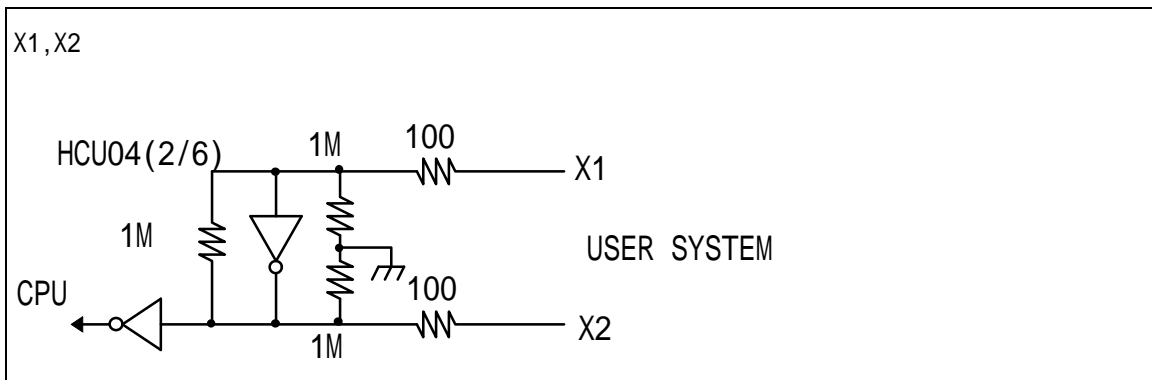 X1,X2
1M
100
HCU04(2/6)
X1
1M
USER SYSTEM
CPU
100
X2
1M